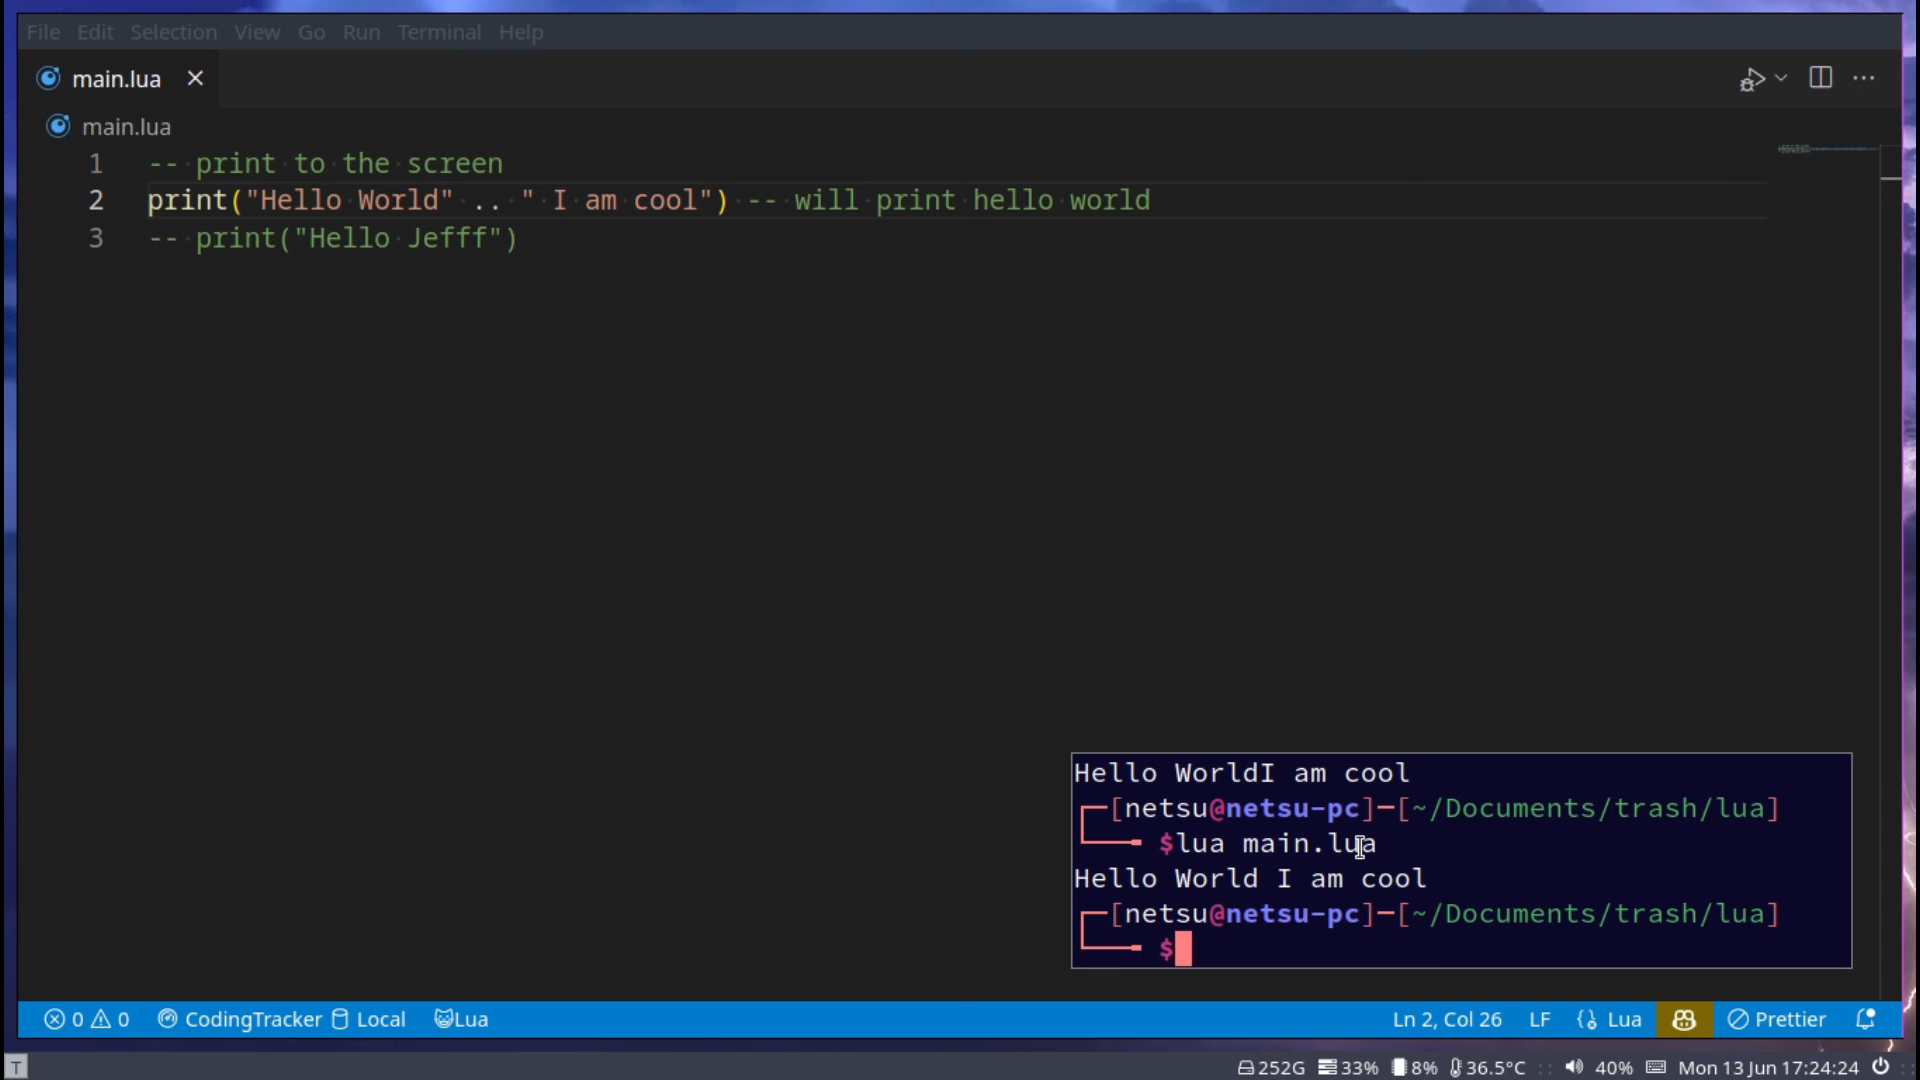 File Edit Selection View Go Run Terminal Help
main.lua
main.lua
1 -- print to the screen
2 print("Hello World" .. " I am cool") -- will print hello world
3 -- print("Hello Jefff")
Hello WorldI am cool
[netsu@netsu-pc]-[~/Documents/trash/lua]
$lua main.lua
Hello World I am cool
[netsu@netsu-pc]-[~/Documents/trash/lua]
$
0 0 CodingTracker Local Lua Ln 2, Col 26 LF Lua Prettier
T 252G 33% 8% 36.5°C :: 40% Mon 13 Jun 17:24:24